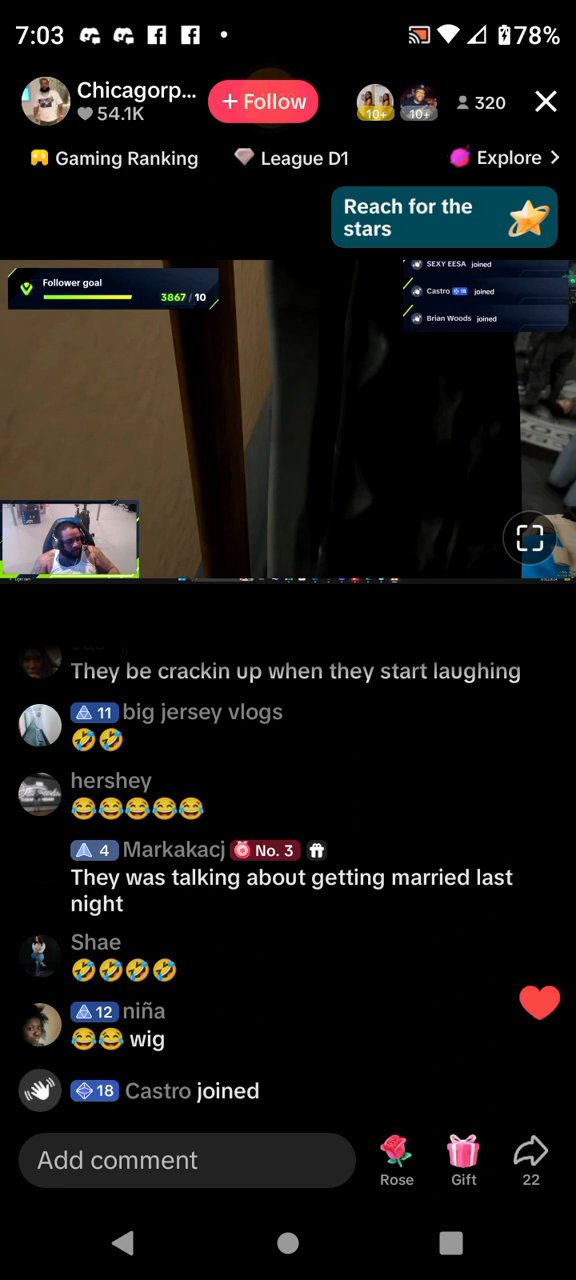 7:03
78%
Chicagorp...
54.1K
+ Follow
10+
10+
320
Gaming Ranking
League D1
Explore >
Reach for the
stars
Follower goal
3867 / 10
SEXY EESA joined
Castro 18 joined
Brian Woods joined
They be crackin up when they start laughing
11 big jersey vlogs
🤣🤣
hershey
😂😂😂😂😂
4 Markakacj No. 3
They was talking about getting married last
night
Shae
🤣🤣🤣🤣
12 niña
😂😂 wig
18 Castro joined
Add comment
Rose
Gift
22